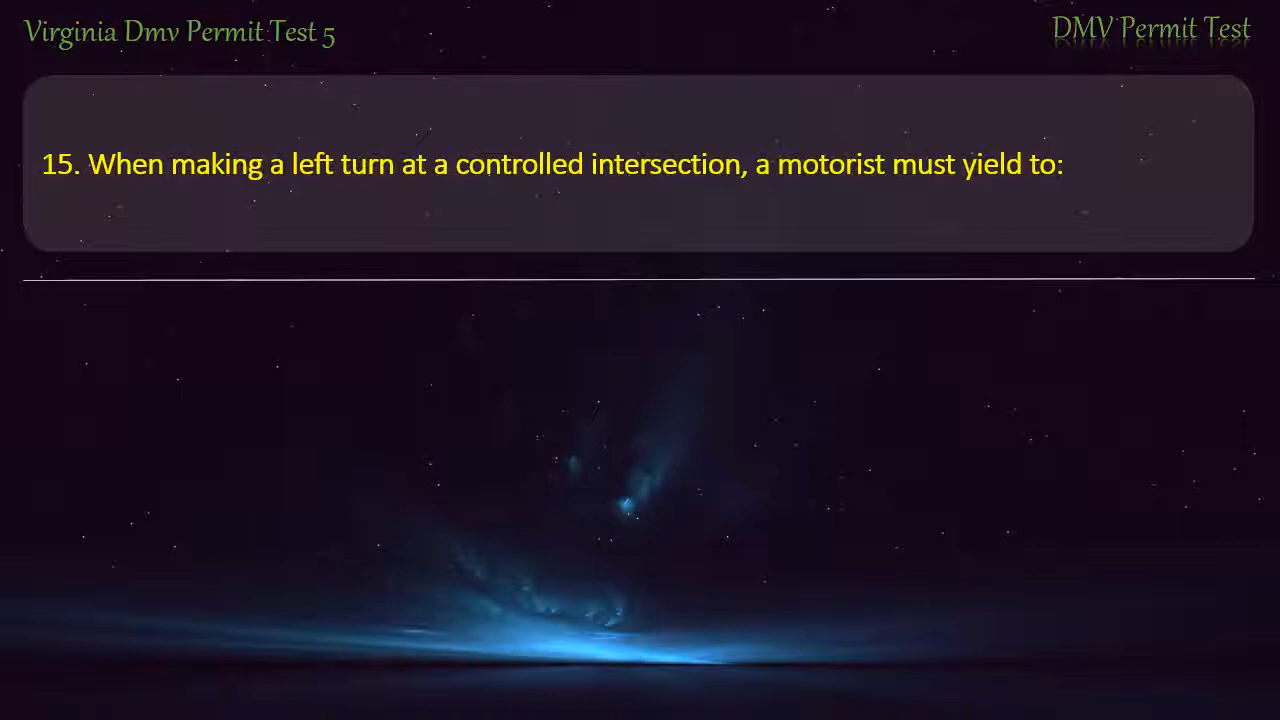 Virginia Dmv Permit Test 5
DMV Permit Test
15. When making a left turn at a controlled intersection, a motorist must yield to: